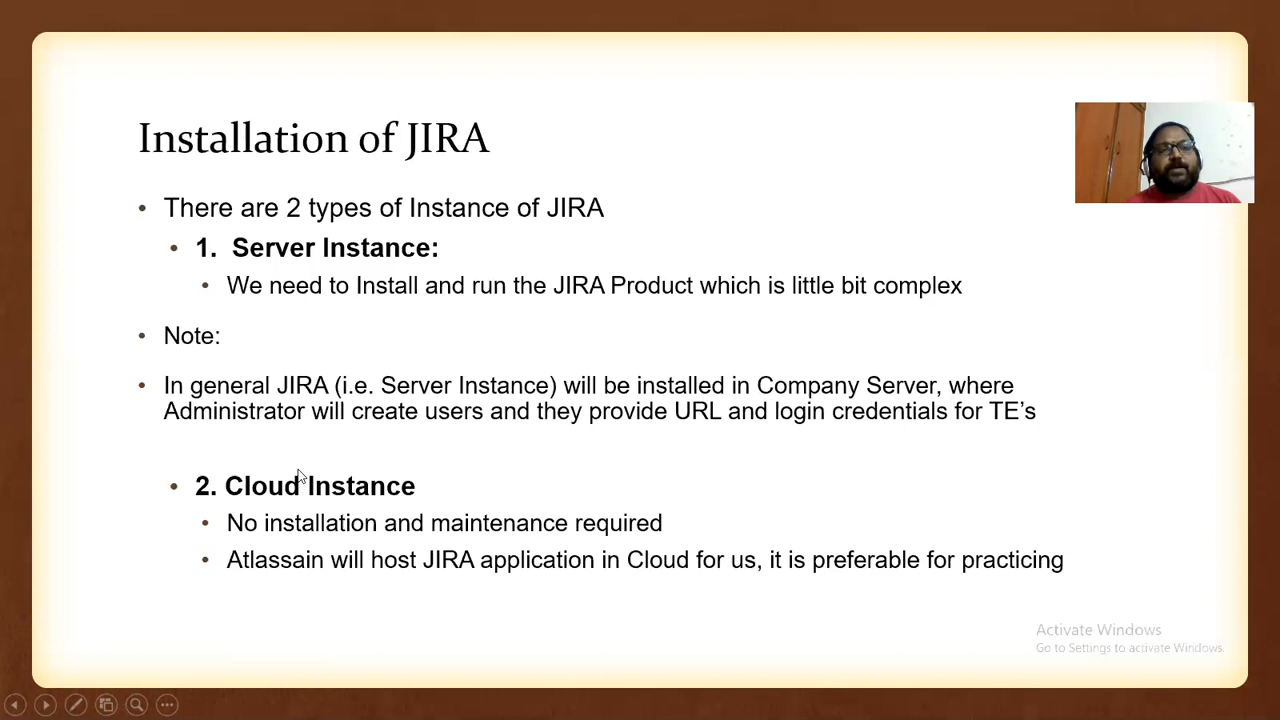 Installation of JIRA
• There are 2 types of Instance of JIRA
• 1. Server Instance:
• We need to Install and run the JIRA Product which is little bit complex
• Note:
• In general JIRA (i.e. Server Instance) will be installed in Company Server, where
Administrator will create users and they provide URL and login credentials for TE’s
• 2. Cloud Instance
• No installation and maintenance required
• Atlassain will host JIRA application in Cloud for us, it is preferable for practicing
Activate Windows
Go to Settings to activate Windows.